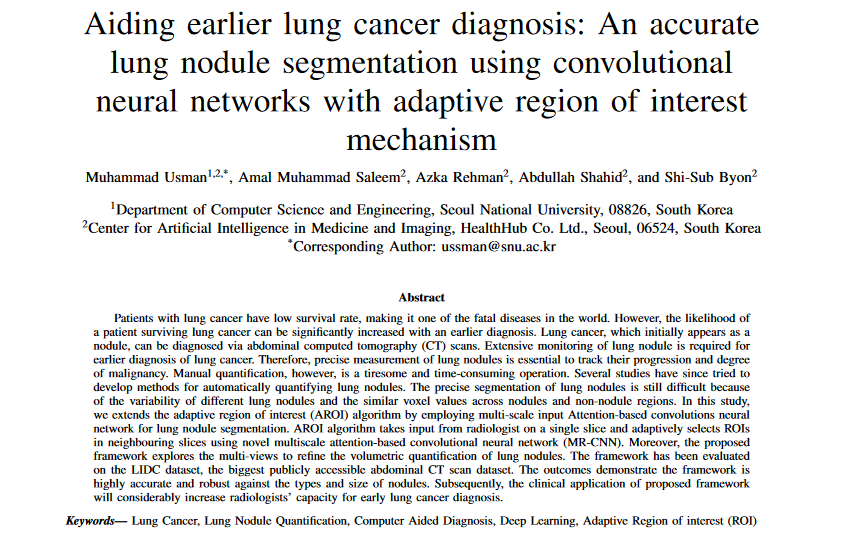 Aiding earlier lung cancer diagnosis: An accurate
lung nodule segmentation using convolutional
neural networks with adaptive region of interest
mechanism
Muhammad Usman1,2,*, Amal Muhammad Saleem2, Azka Rehman2, Abdullah Shahid2, and Shi-Sub Byon2
1Department of Computer Science and Engineering, Seoul National University, 08826, South Korea
2Center for Artificial Intelligence in Medicine and Imaging, HealthHub Co. Ltd., Seoul, 06524, South Korea
*Corresponding Author: ussman@snu.ac.kr
Abstract
Patients with lung cancer have low survival rate, making it one of the fatal diseases in the world. However, the likelihood of
a patient surviving lung cancer can be significantly increased with an earlier diagnosis. Lung cancer, which initially appears as a
nodule, can be diagnosed via abdominal computed tomography (CT) scans. Extensive monitoring of lung nodule is required for
earlier diagnosis of lung cancer. Therefore, precise measurement of lung nodules is essential to track their progression and degree
of malignancy. Manual quantification, however, is a tiresome and time-consuming operation. Several studies have since tried to
develop methods for automatically quantifying lung nodules. The precise segmentation of lung nodules is still difficult because
of the variability of different lung nodules and the similar voxel values across nodules and non-nodule regions. In this study,
we extends the adaptive region of interest (AROI) algorithm by employing multi-scale input Attention-based convolutions neural
network for lung nodule segmentation. AROI algorithm takes input from radiologist on a single slice and adaptively selects ROIs
in neighbouring slices using novel multiscale attention-based convolutional neural network (MR-CNN). Moreover, the proposed
framework explores the multi-views to refine the volumetric quantification of lung nodules. The framework has been evaluated
on the LIDC dataset, the biggest publicly accessible abdominal CT scan dataset. The outcomes demonstrate the framework is
highly accurate and robust against the types and size of nodules. Subsequently, the clinical application of proposed framework
will considerably increase radiologists' capacity for early lung cancer diagnosis.
Keywords— Lung Cancer, Lung Nodule Quantification, Computer Aided Diagnosis, Deep Learning, Adaptive Region of interest (ROI)